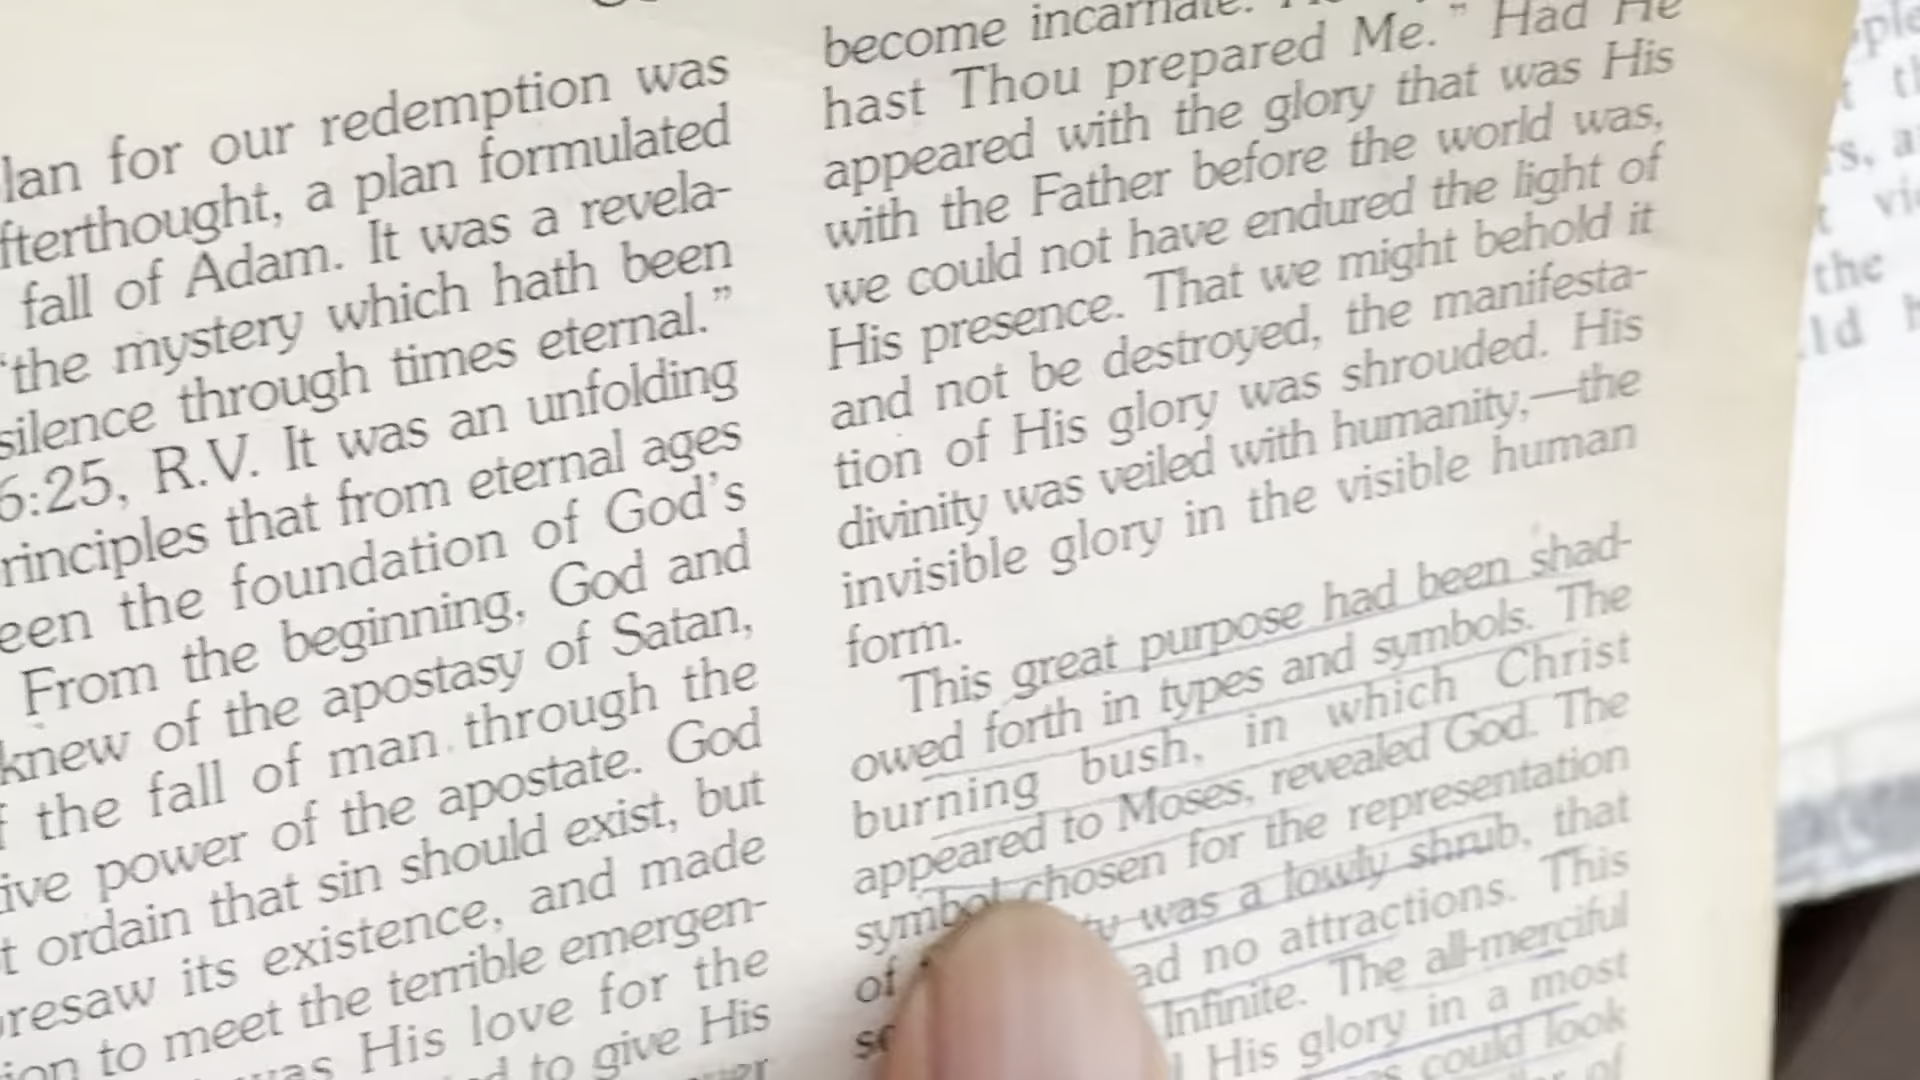 lan for our redemption was
fterthought, a plan formulated
fall of Adam. It was a revela-
“the mystery which hath been
silence through times eternal.”
6:25, R.V. It was an unfolding
rinciples that from eternal ages
een the foundation of God’s
From the beginning, God and
knew of the apostasy of Satan,
f the fall of man through the
ive power of the apostate. God
t ordain that sin should exist, but
resaw its existence, and made
ion to meet the terrible emergen-
was His love for the
to give His
become incarnate.
hast Thou prepared Me.” Had He
appeared with the glory that was His
with the Father before the world was,
we could not have endured the light of
His presence. That we might behold it
and not be destroyed, the manifesta-
tion of His glory was shrouded. His
divinity was veiled with humanity,—the
invisible glory in the visible human
form.
This great purpose had been shad-
owed forth in types and symbols. The
burning bush, in which Christ
appeared to Moses, revealed God. The
symbol chosen for the representation
of ty was a lowly shrub, that
ad no attractions. This
Infinite. The all-merciful
His glory in a most
could look
of
the